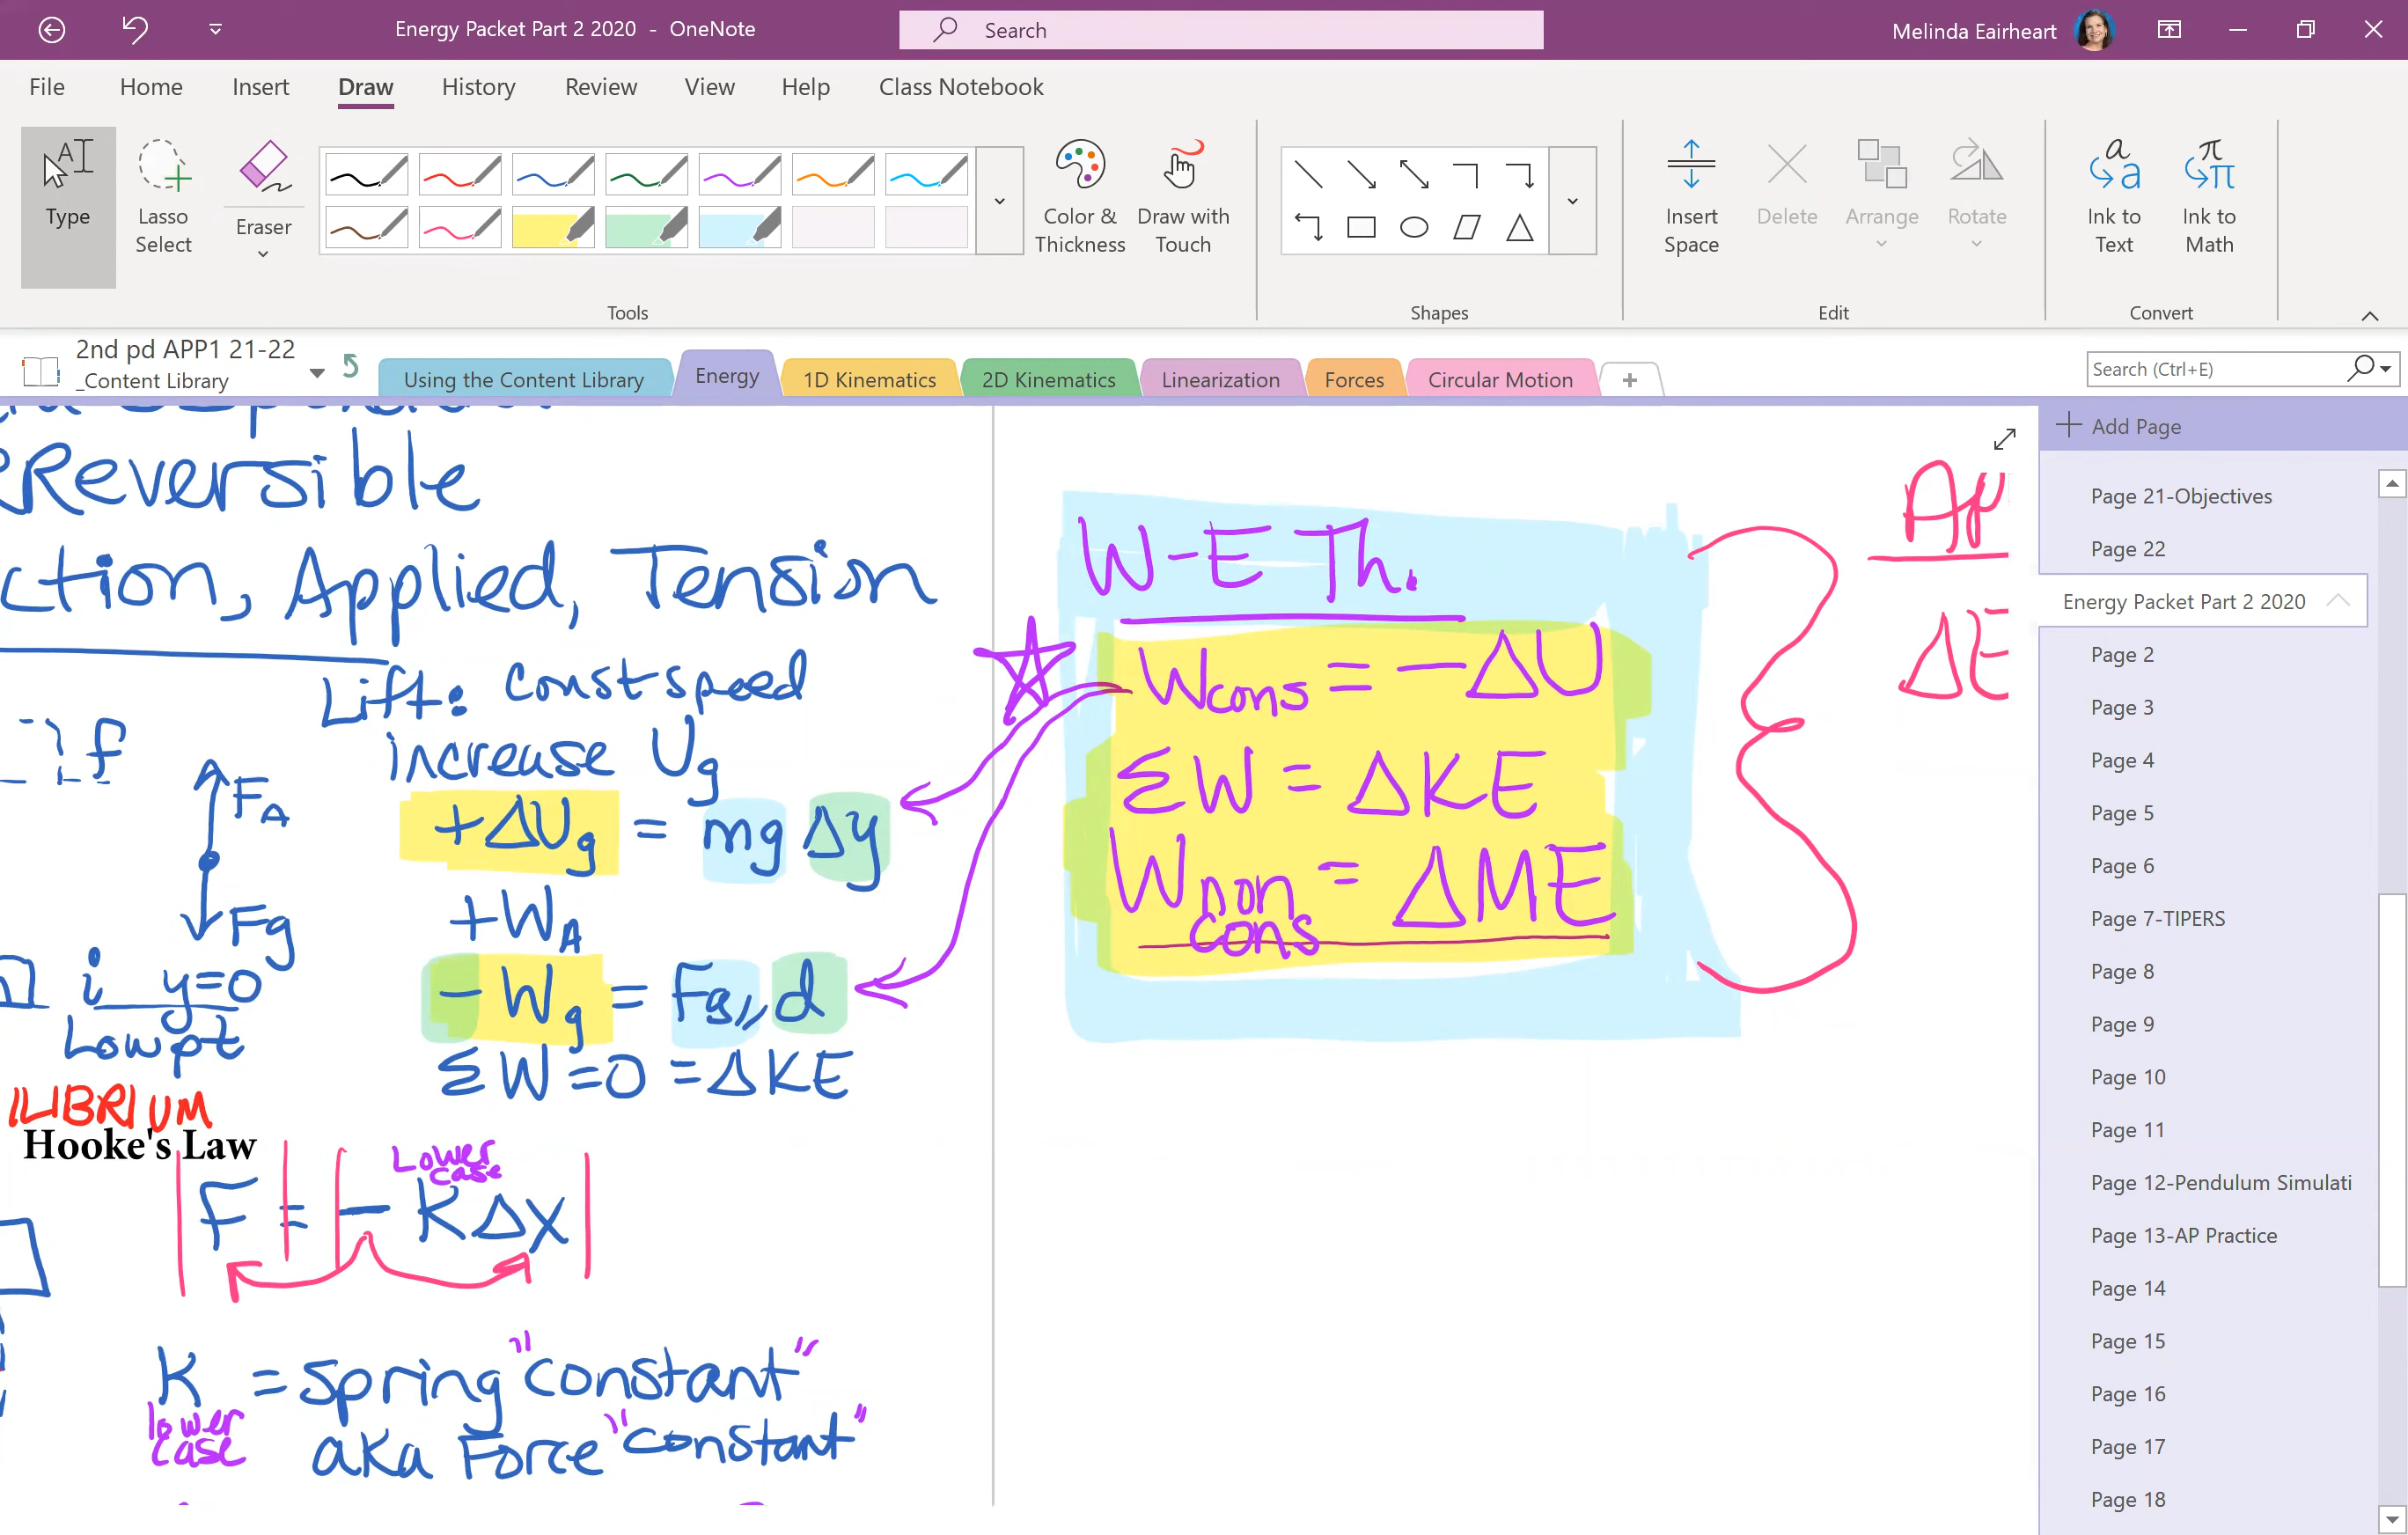 Energy Packet Part 2 2020 - OneNote
Search
Melinda Eairheart
File Home Insert Draw History Review View Help Class Notebook
Type
Lasso Select
Eraser
Color & Thickness
Draw with Touch
Insert Space
Delete
Arrange
Rotate
Ink to Text
Ink to Math
Tools
Shapes
Edit
Convert
2nd pd APP1 21-22
_Content Library
Using the Content Library
Energy
1D Kinematics
2D Kinematics
Linearization
Forces
Circular Motion
+
Search (Ctrl+E)
Reversible
ction, Applied, Tension
Lift: const speed
increase Ug
+ΔUg = mg Δy
+WA
-Wg = Fg// d
ΣW = 0 = ΔKE
f
FA
Fg
i y=0
Low pt
ILIBRIUM
Hooke's Law
Lower case
F = - K Δx
K = spring "constant"
lower case
aka Force "constant"
W-E Th.
Wcons = -ΔU
ΣW = ΔKE
Wnon cons = ΔME
ΔE
Add Page
Page 21-Objectives
Page 22
Energy Packet Part 2 2020
Page 2
Page 3
Page 4
Page 5
Page 6
Page 7-TIPERS
Page 8
Page 9
Page 10
Page 11
Page 12-Pendulum Simulati
Page 13-AP Practice
Page 14
Page 15
Page 16
Page 17
Page 18